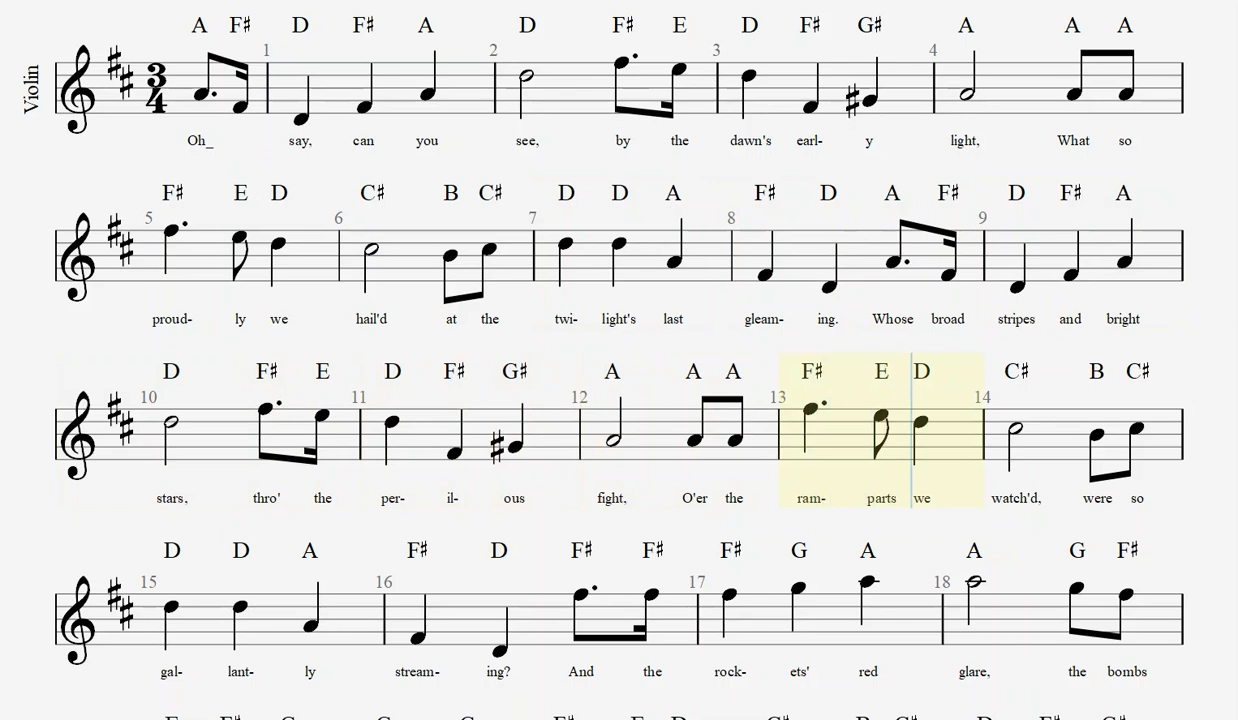 A F♯ D F♯ A D F♯ E D F♯ G♯ A A A
Violin
3
4
1 2 3 4
Oh_ say, can you see, by the dawn's earl- y light, What so
F♯ E D C♯ B C♯ D D A F♯ D A F♯ D F♯ A
5 6 7 8 9
proud- ly we hail'd at the twi- light's last gleam- ing. Whose broad stripes and bright
D F♯ E D F♯ G♯ A A A F♯ E D C♯ B C♯
10 11 12 13 14
stars, thro' the per- il- ous fight, O'er the ram- parts we watch'd, were so
D D A F♯ D F♯ F♯ F♯ G A A G F♯
15 16 17 18
gal- lant- ly stream- ing? And the rock- ets' red glare, the bombs